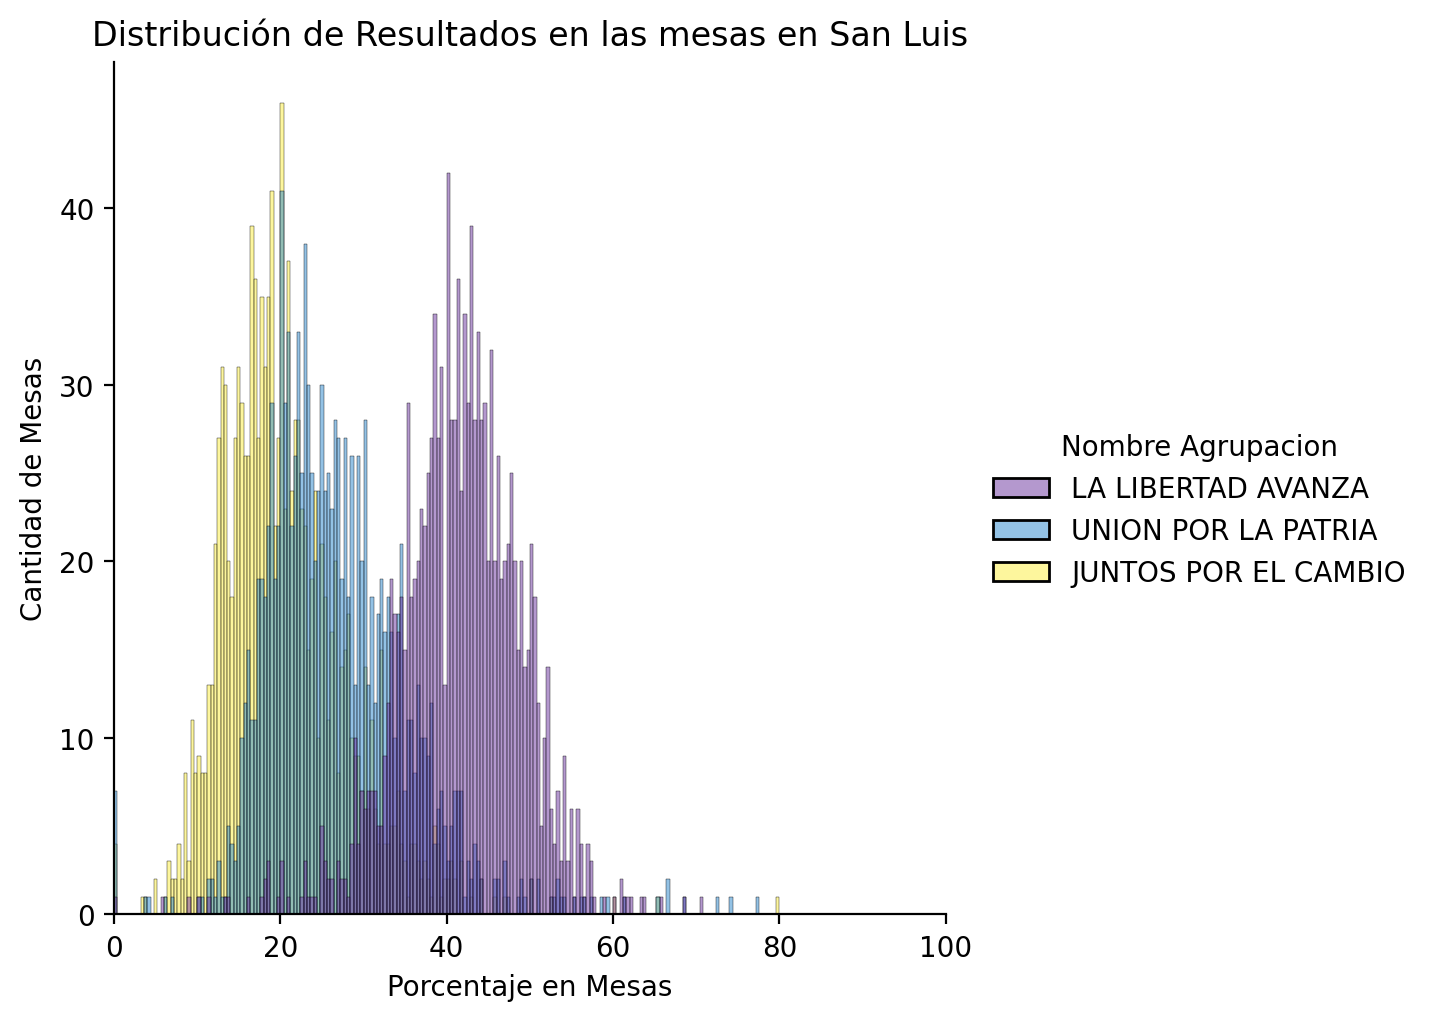 Distribución de Resultados en las mesas en San Luis
Cantidad de Mesas
40
30
20
10
0
0 20 40 60 80 100
Porcentaje en Mesas
Nombre Agrupacion
LA LIBERTAD AVANZA
UNION POR LA PATRIA
JUNTOS POR EL CAMBIO